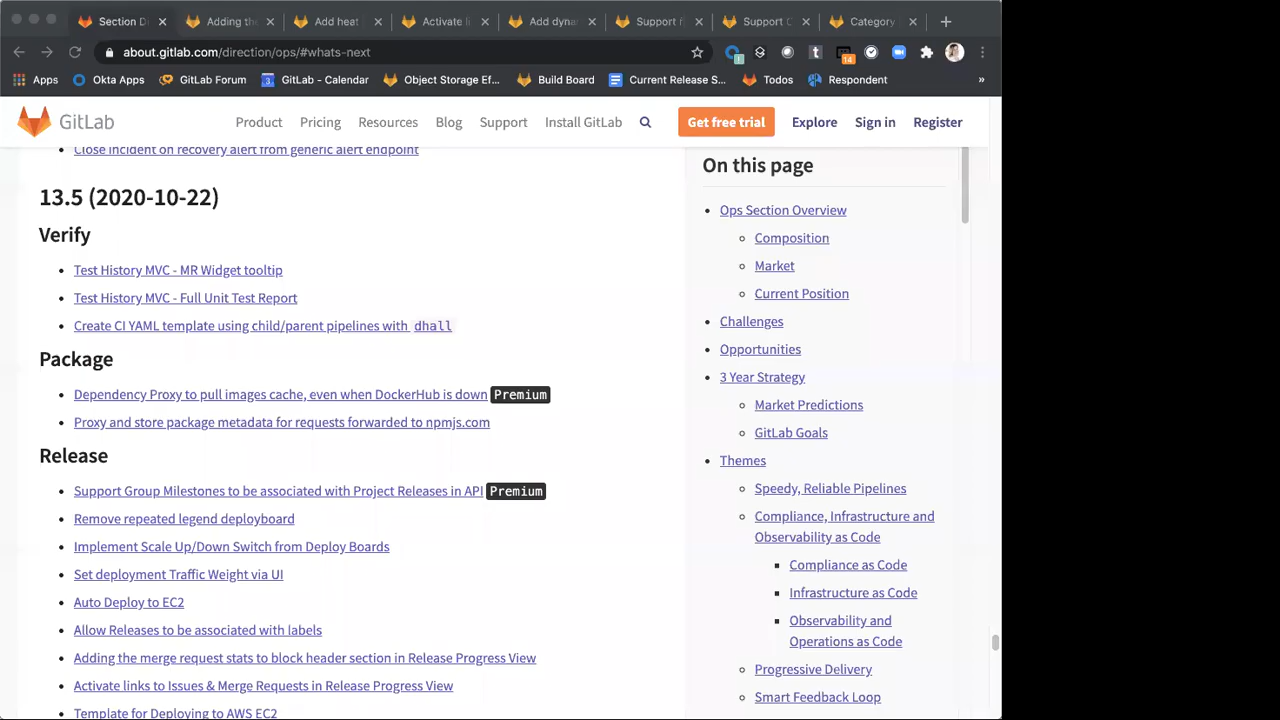 Section D
Adding the
Add heat
Activate li
Add dyna
Support f
Support C
Category
about.gitlab.com/direction/ops/#whats-next
14
Apps
Okta Apps
GitLab Forum
GitLab - Calendar
Object Storage Ef...
Build Board
Current Release S...
Todos
Respondent
»
GitLab
Product
Pricing
Resources
Blog
Support
Install GitLab
Get free trial
Explore
Sign in
Register
Close incident on recovery alert from generic alert endpoint
13.5 (2020-10-22)
Verify
Test History MVC - MR Widget tooltip
Test History MVC - Full Unit Test Report
Create CI YAML template using child/parent pipelines with dhall
Package
Dependency Proxy to pull images cache, even when DockerHub is down Premium
Proxy and store package metadata for requests forwarded to npmjs.com
Release
Support Group Milestones to be associated with Project Releases in API Premium
Remove repeated legend deployboard
Implement Scale Up/Down Switch from Deploy Boards
Set deployment Traffic Weight via UI
Auto Deploy to EC2
Allow Releases to be associated with labels
Adding the merge request stats to block header section in Release Progress View
Activate links to Issues & Merge Requests in Release Progress View
Template for Deploying to AWS EC2
On this page
Ops Section Overview
Composition
Market
Current Position
Challenges
Opportunities
3 Year Strategy
Market Predictions
GitLab Goals
Themes
Speedy, Reliable Pipelines
Compliance, Infrastructure and
Observability as Code
Compliance as Code
Infrastructure as Code
Observability and
Operations as Code
Progressive Delivery
Smart Feedback Loop